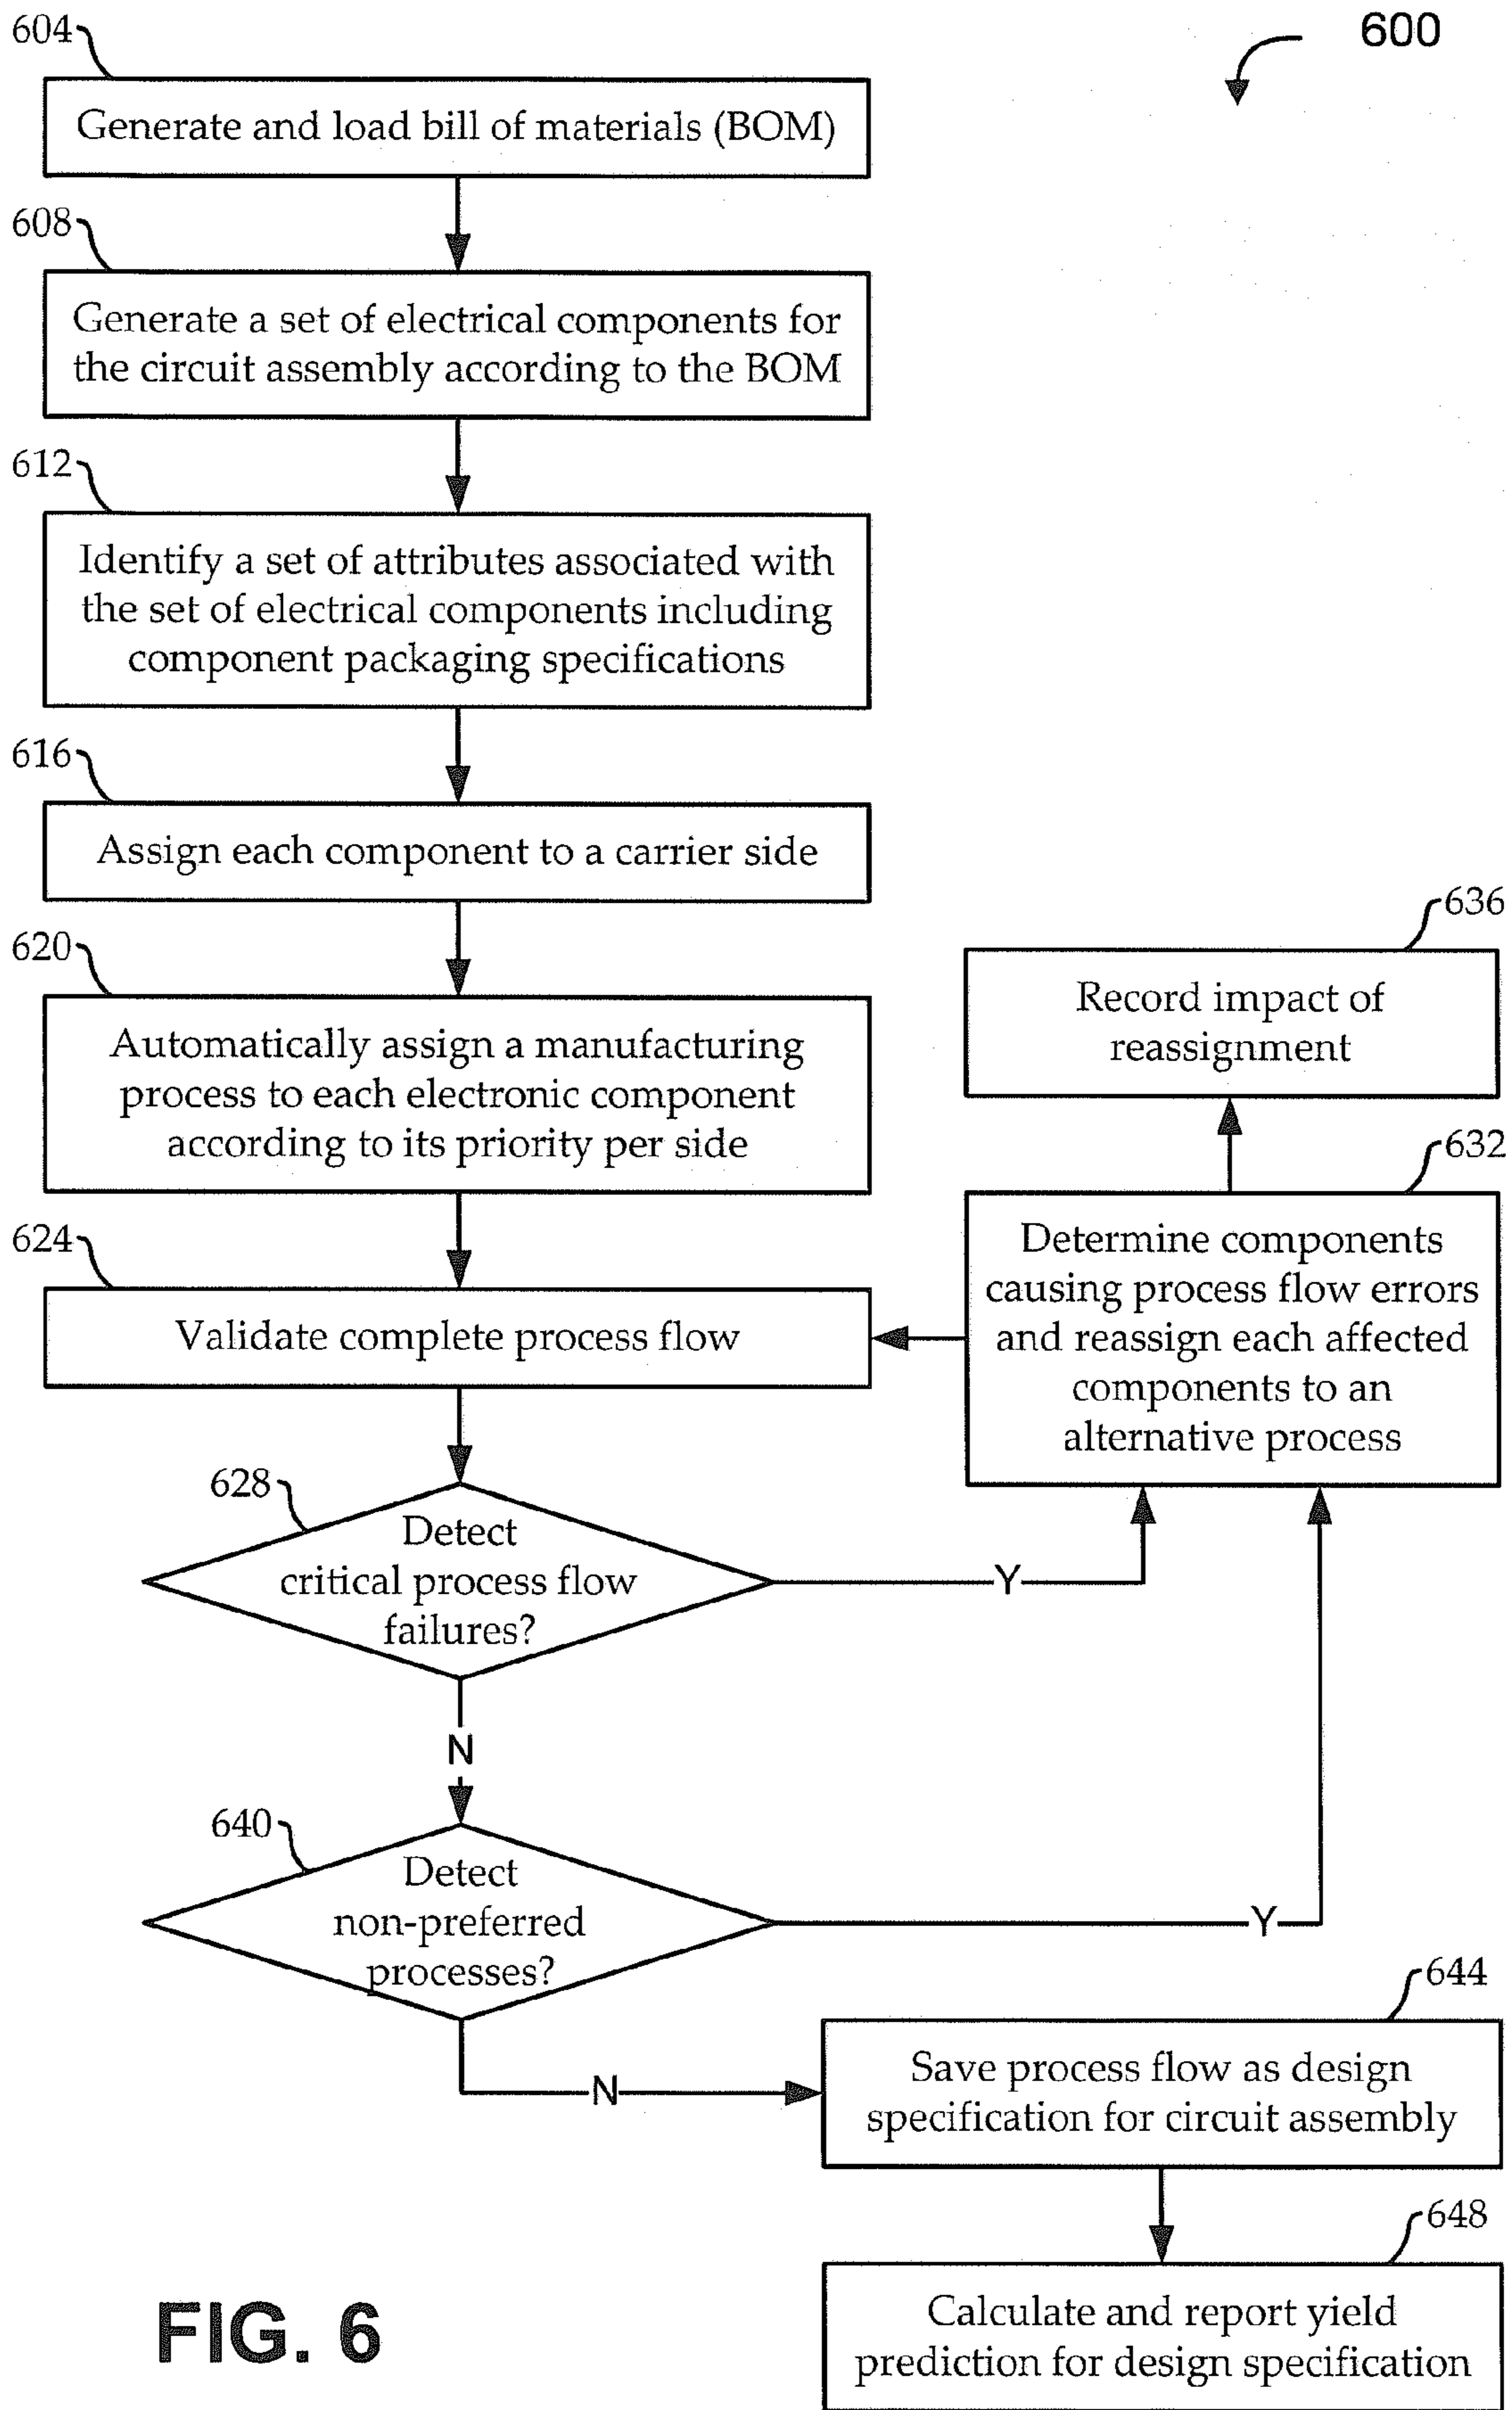 600
604
Generate and load bill of materials (BOM)
608
Generate a set of electrical components for
the circuit assembly according to the BOM
612
Identify a set of attributes associated with
the set of electrical components including
component packaging specifications
616
Assign each component to a carrier side
620
Automatically assign a manufacturing
process to each electronic component
according to its priority per side
624
Validate complete process flow
636
Record impact of
reassignment
632
Determine components
causing process flow errors
and reassign each affected
components to an
alternative process
628
Detect
critical process flow
failures?
Y
N
640
Detect
non-preferred
processes?
Y
N
644
Save process flow as design
specification for circuit assembly
648
Calculate and report yield
prediction for design specification
FIG. 6